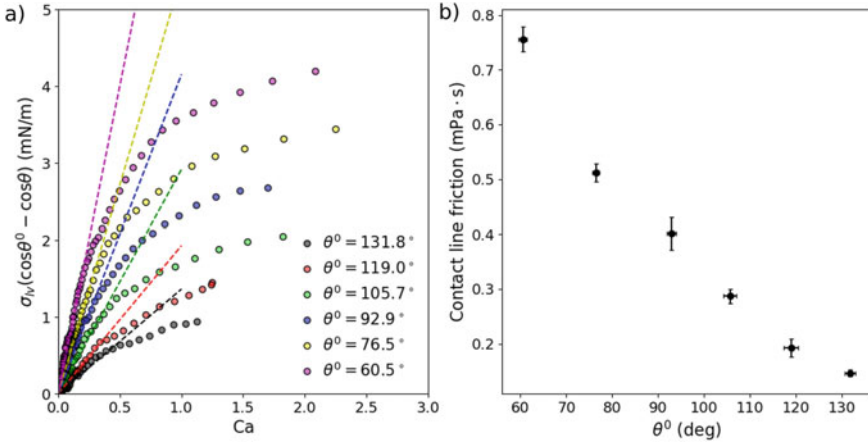 a)
5
4
3
2
1
0
σlv(cosθ⁰ − cosθ) (mN/m)
θ⁰ = 131.8°
θ⁰ = 119.0°
θ⁰ = 105.7°
θ⁰ = 92.9°
θ⁰ = 76.5°
θ⁰ = 60.5°
0.0 0.5 1.0 1.5 2.0 2.5 3.0
Ca
b)
0.8
0.7
0.6
0.5
0.4
0.3
0.2
Contact line friction (mPa · s)
60 70 80 90 100 110 120 130
θ⁰ (deg)